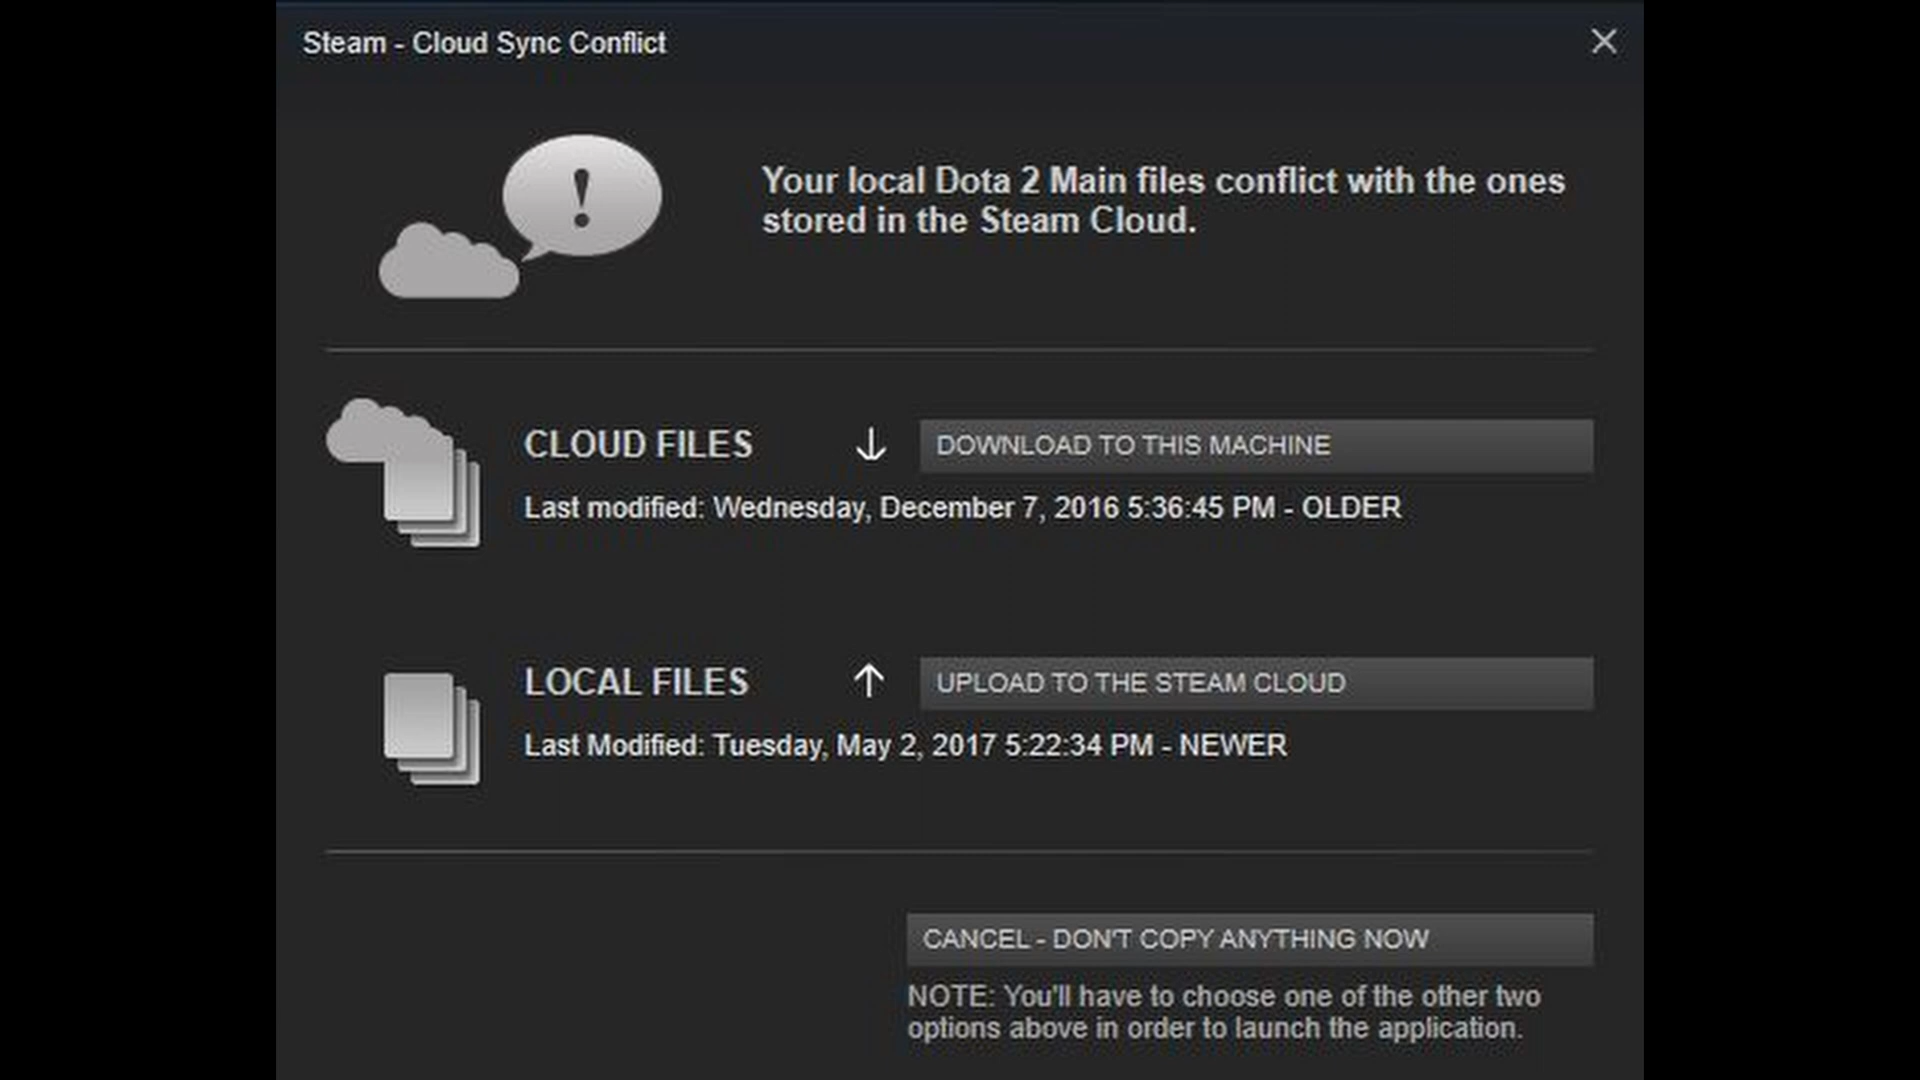 Steam - Cloud Sync Conflict
!
Your local Dota 2 Main files conflict with the ones
stored in the Steam Cloud.
CLOUD FILES
DOWNLOAD TO THIS MACHINE
Last modified: Wednesday, December 7, 2016 5:36:45 PM - OLDER
LOCAL FILES
UPLOAD TO THE STEAM CLOUD
Last Modified: Tuesday, May 2, 2017 5:22:34 PM - NEWER
CANCEL - DON'T COPY ANYTHING NOW
NOTE: You'll have to choose one of the other two
options above in order to launch the application.